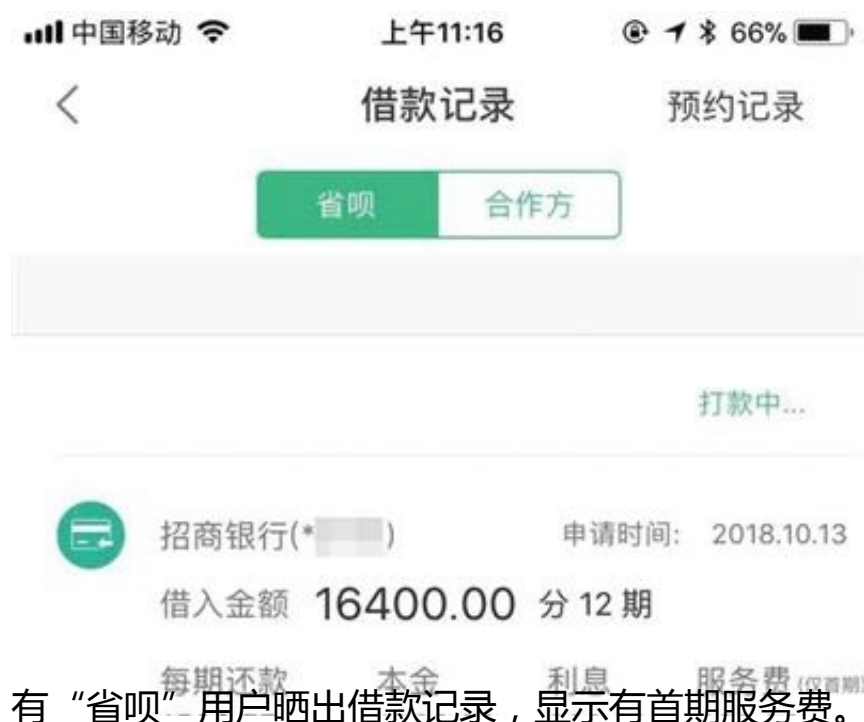 中国移动 上午11:16 66%
借款记录 预约记录
省呗 合作方
打款中...
招商银行(* ) 申请时间: 2018.10.13
借入金额 16400.00 分 12 期
每期还款 本金 利息 服务费(仅首期)
有“省呗”用户晒出借款记录，显示有首期服务费。